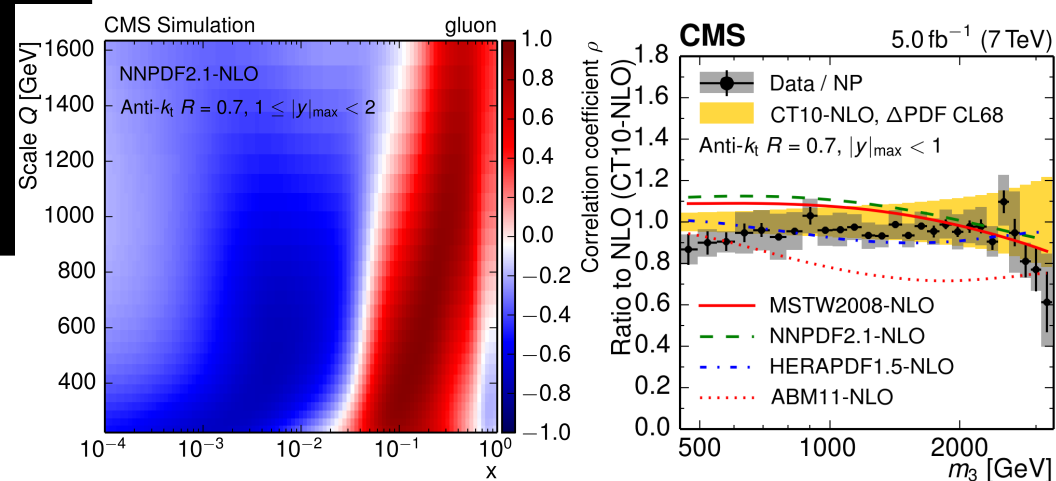 CMS Simulation gluon
NNPDF2.1-NLO
Anti-kt R = 0.7, 1 ≤ |y|max < 2
Scale Q [GeV]
1600
1400
1200
1000
800
600
400
10⁻⁴ 10⁻³ 10⁻² 10⁻¹ 10⁰
x
1.0
0.8
0.6
0.4
0.2
0.0
−0.2
−0.4
−0.6
−0.8
−1.0
Correlation coefficient ρ
CMS 5.0 fb⁻¹ (7 TeV)
Ratio to NLO (CT10-NLO)
1.8
1.6
1.4
1.2
1.0
0.8
0.6
0.4
0.2
0.0
Data / NP
CT10-NLO, ΔPDF CL68
Anti-kt R = 0.7, |y|max < 1
MSTW2008-NLO
NNPDF2.1-NLO
HERAPDF1.5-NLO
ABM11-NLO
500 1000 2000
m₃ [GeV]